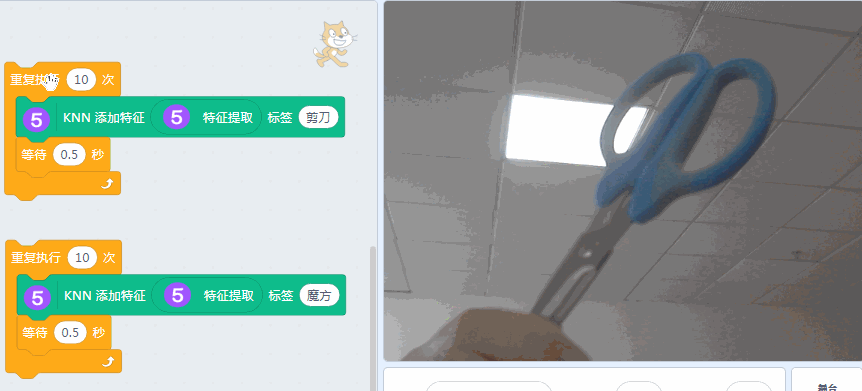 重复执行 10 次
5 KNN 添加特征 5 特征提取 标签 剪刀
等待 0.5 秒
重复执行 10 次
5 KNN 添加特征 5 特征提取 标签 魔方
等待 0.5 秒